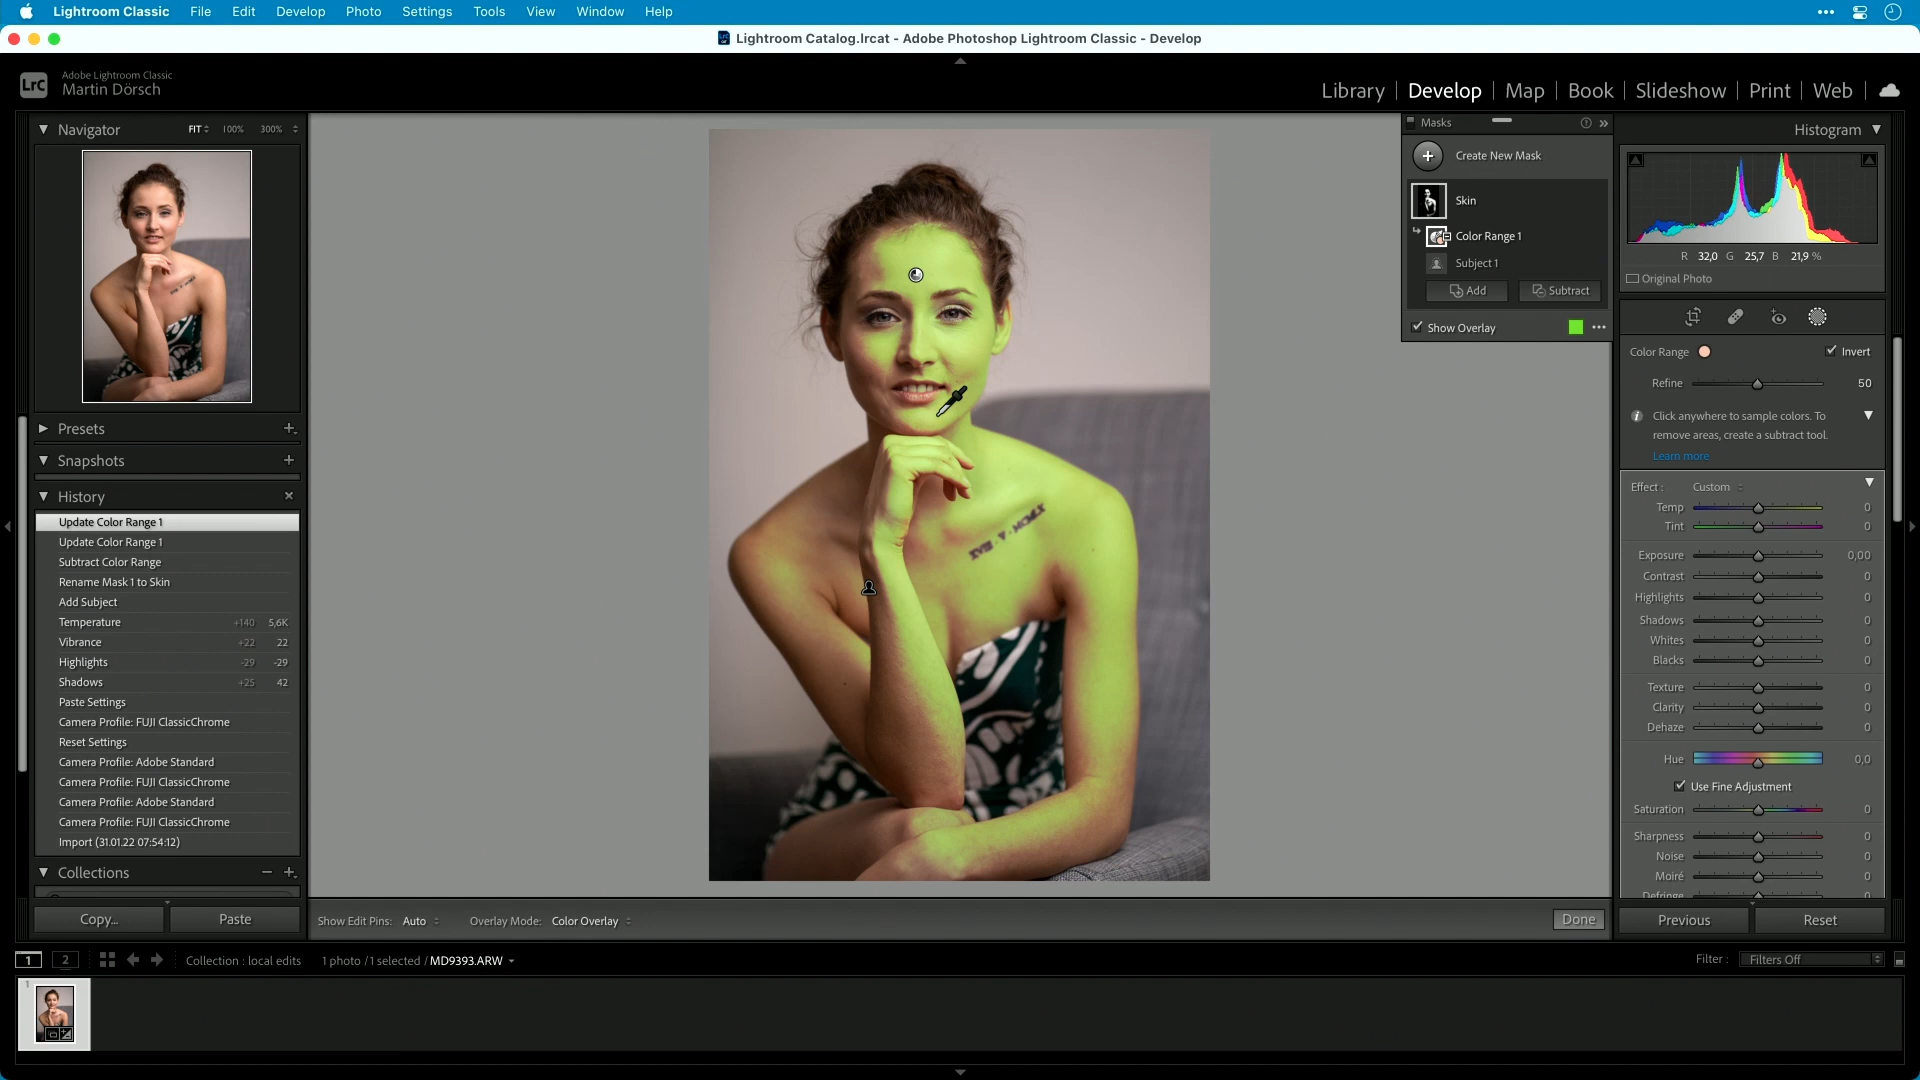 Lightroom Classic File Edit Develop Photo Settings Tools View Window Help
Lightroom Catalog.lrcat - Adobe Photoshop Lightroom Classic - Develop
LrC
Adobe Lightroom Classic
Martin Dörsch
Library Develop Map Book Slideshow Print Web
Navigator FIT 100% 300%
Presets
Snapshots
History
Update Color Range 1
Update Color Range 1
Subtract Color Range
Rename Mask 1 to Skin
Add Subject
Temperature +140 5,6K
Vibrance +22 22
Highlights -29 -29
Shadows +25 42
Paste Settings
Camera Profile: FUJI ClassicChrome
Reset Settings
Camera Profile: Adobe Standard
Camera Profile: FUJI ClassicChrome
Camera Profile: Adobe Standard
Camera Profile: FUJI ClassicChrome
Import (31.01.22 07:54:12)
Collections
Copy... Paste
XVIII · V · MCMLX
Show Edit Pins: Auto Overlay Mode: Color Overlay Done
Masks
Create New Mask
Skin
Color Range 1
Subject 1
Add Subtract
Show Overlay
Histogram
R 32,0 G 25,7 B 21,9 %
Original Photo
Color Range Invert
Refine 50
Click anywhere to sample colors. To
remove areas, create a subtract tool.
Learn more
Effect : Custom
Temp 0
Tint 0
Exposure 0,00
Contrast 0
Highlights 0
Shadows 0
Whites 0
Blacks 0
Texture 0
Clarity 0
Dehaze 0
Hue 0,0
Use Fine Adjustment
Saturation 0
Sharpness 0
Noise 0
Moiré 0
Defringe 0
Previous Reset
1 2 Collection : local edits 1 photo / 1 selected / MD9393.ARW Filter : Filters Off
1